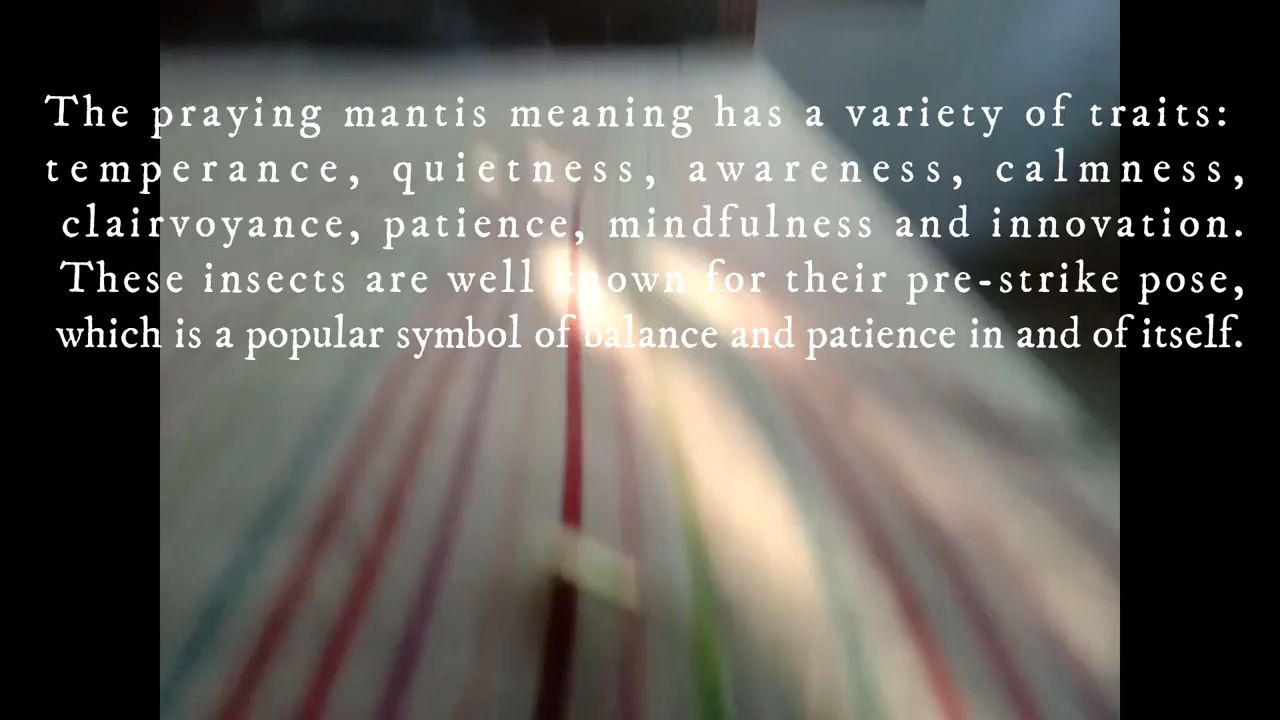 The praying mantis meaning has a variety of traits:
temperance, quietness, awareness, calmness,
clairvoyance, patience, mindfulness and innovation.
These insects are well known for their pre-strike pose,
which is a popular symbol of balance and patience in and of itself.